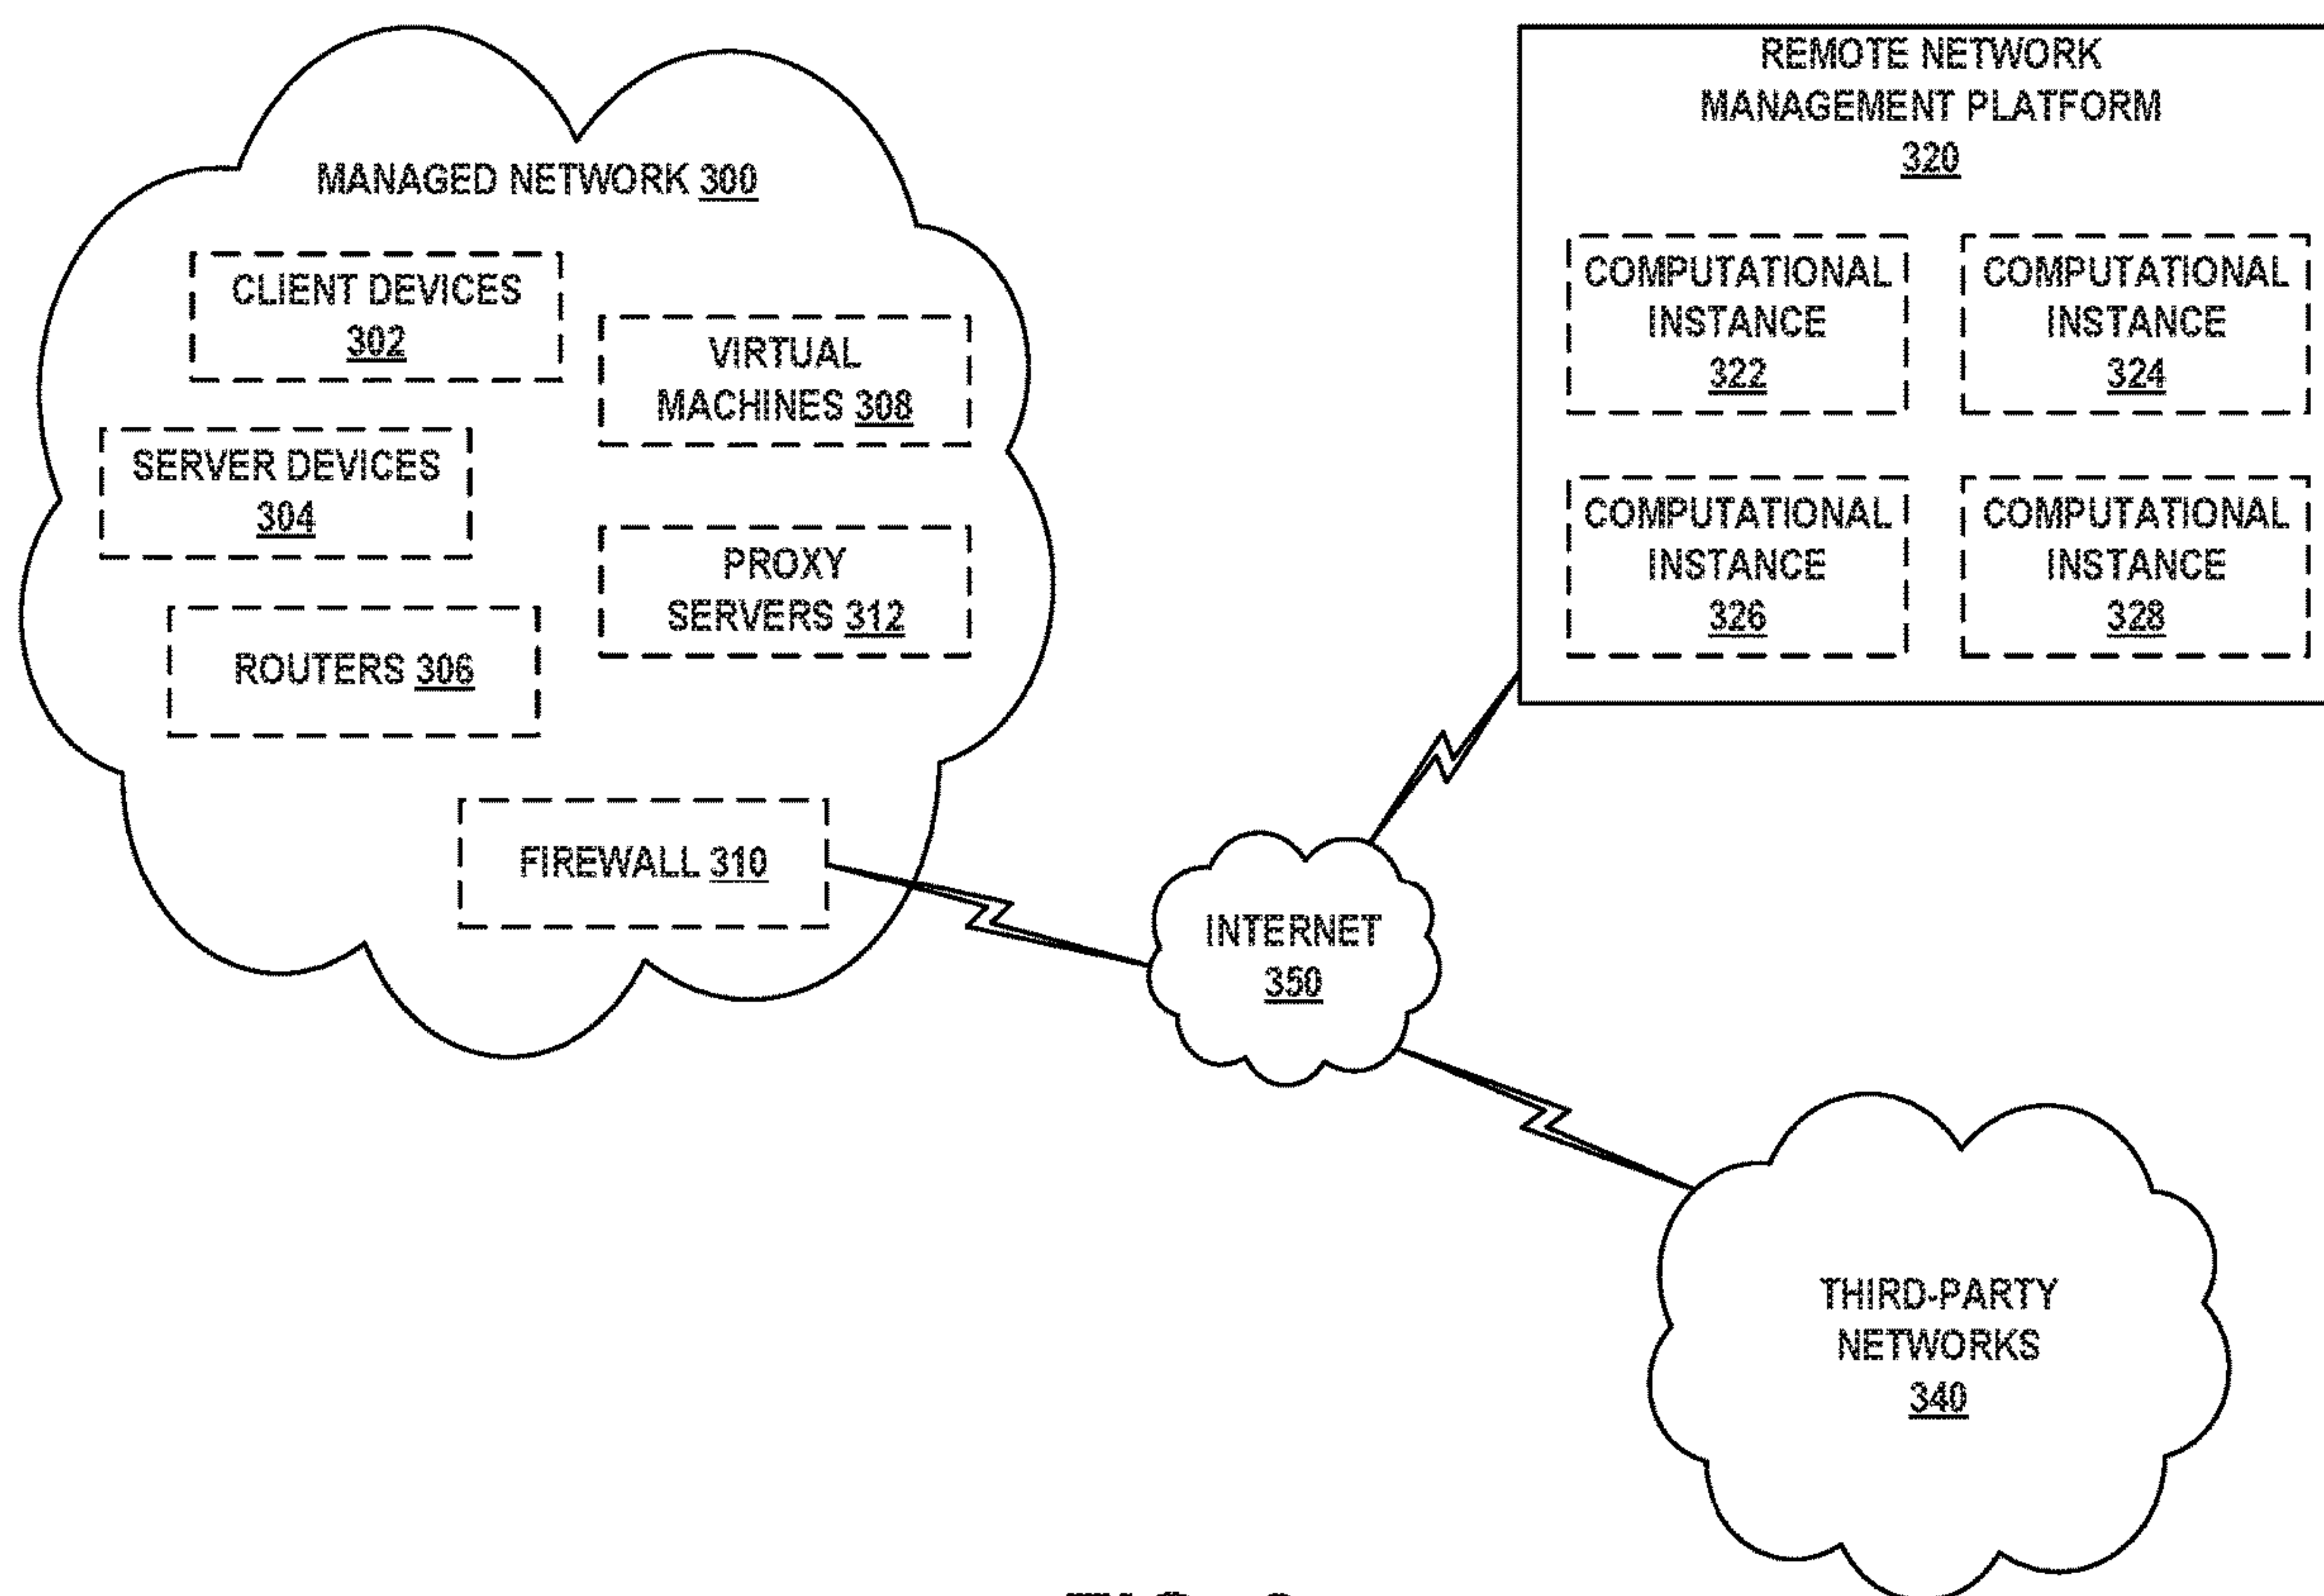 MANAGED NETWORK 300
CLIENT DEVICES
302
VIRTUAL
MACHINES 308
SERVER DEVICES
304
PROXY
SERVERS 312
ROUTERS 306
FIREWALL 310
REMOTE NETWORK
MANAGEMENT PLATFORM
320
COMPUTATIONAL
INSTANCE
322
COMPUTATIONAL
INSTANCE
324
COMPUTATIONAL
INSTANCE
326
COMPUTATIONAL
INSTANCE
328
INTERNET
350
THIRD-PARTY
NETWORKS
340